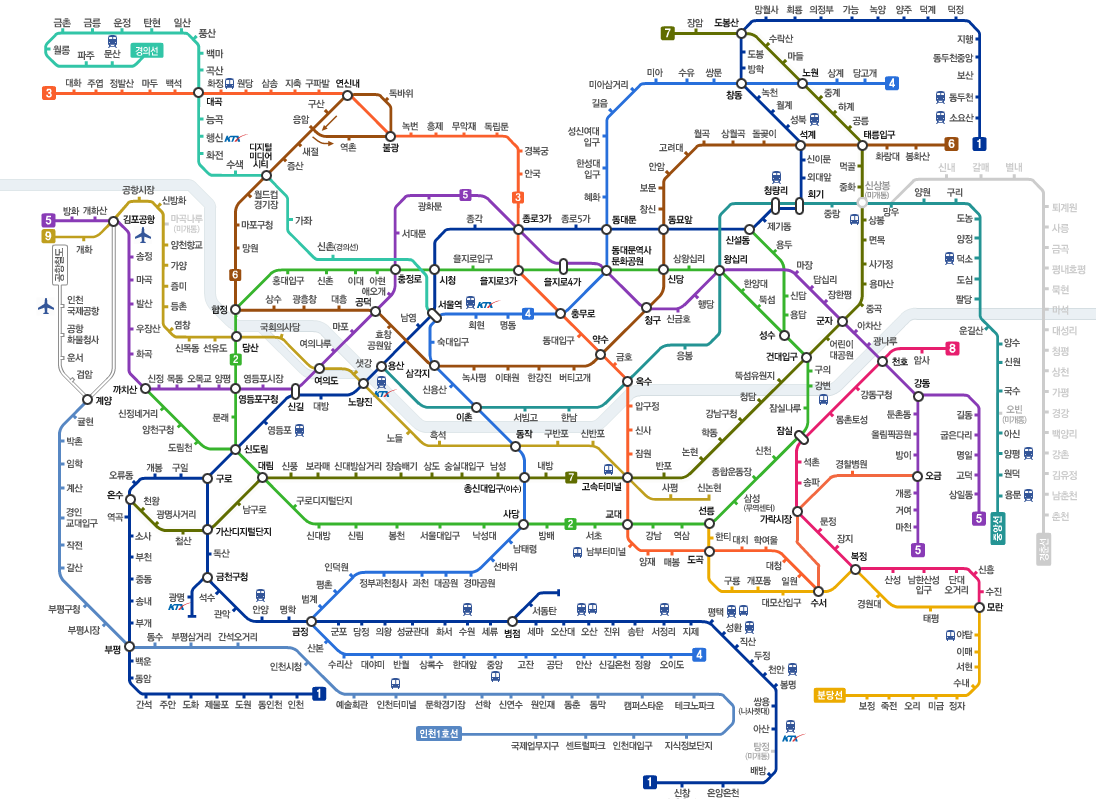 금촌 금릉 운정 탄현 일산
풍산
월롱 파주 문산 경의선
백마
곡산
3 대화 주엽 정발산 마두 백석
화정 원당 삼송 지축 구파발 연신내
대곡
독바위
구산
능곡
행신 KTX
화전
수색
디지털
미디어
시티
응암
역촌
불광
새절
증산
녹번 홍제 무악재 독립문
경복궁
안국
3
월드컵
경기장
마포구청
망원
6
합정
가좌
신촌(경의선)
망월사 회룡 의정부 가능 녹양 양주 덕계 덕정
7 장암 도봉산
수락산
마들
도봉
방학
지행
동두천중앙
보산
동두천
소요산
1
미아삼거리 미아 수유 쌍문
창동
노원
상계 당고개
4
길음
성신여대
입구
한성대
입구
혜화
녹천
월계
성북
중계
하계
공릉
월곡 상월곡 돌곶이
석계
태릉입구
6
화랑대 봉화산
고려대
안암
보문
창신
신이문
외대앞
먹골
중화
청량리
회기
신상봉
(미개통)
중랑
상봉
망우
양원 구리
신내 갈매 별내
퇴계원
사릉
금곡
평내호평
묵현
마석
대성리
청평
상천
가평
경강
백양리
강촌
김유정
남춘천
춘천
경춘선
도농
양정
덕소
도심
팔당
운길산
양수
신원
국수
오빈
(미개통)
아신
양평
원덕
용문
중앙선
공항시장
신방화
5 방화 개화산
김포공항
9
개화
마곡나루
(미개통)
양천향교
가양
증미
등촌
염창
신목동 선유도
당산
송정
마곡
발산
우장산
화곡
까치산
공항철도
인천
국제공항
공항
화물청사
운서
검암
계양
귤현
박촌
임학
계산
경인
교대입구
작전
갈산
부평구청
부평시장
부평
5
광화문
서대문
충정로
종각
종로3가
종로5가
동대문
동묘앞
신설동
제기동
용두
을지로입구
시청
을지로3가
을지로4가
동대문역사
문화공원
신당
상왕십리
왕십리
홍대입구 신촌 이대 아현
애오개
상수 광흥창 대흥 공덕
서울역 KTX
남영
숙대입구
회현 명동
4
충무로
청구
신금호
행당
동대입구
약수
버티고개
한강진
이태원
녹사평
삼각지
금호
응봉
옥수
한양대
뚝섬
성수
신답
용답
마장
답십리
장한평
군자
면목
사가정
용마산
중곡
아차산
광나루
천호
8
암사
강동
어린이
대공원
건대입구
구의
강변
잠실나루
잠실
뚝섬유원지
청담
강남구청
학동
논현
반포
국회의사당
여의나루
마포
여의도
효창
공원앞
샛강
노량진
용산
KTX
신용산
이촌
서빙고 한남
동작
구반포 신반포
흑석
노들
2
신정 목동 오목교 양평
영등포시장
영등포구청
신길
대방
문래
영등포
신도림
신정네거리
양천구청
도림천
대림
신풍 보라매 신대방삼거리 장승배기 상도 숭실대입구 남성
총신대입구(이수)
내방
7
고속터미널
압구정
신사
잠원
사평
신논현
오류동
개봉 구일
구로
온수
천왕
광명사거리
역곡
철산
남구로
가산디지털단지
구로디지털단지
신대방 신림 봉천 서울대입구 낙성대
사당
방배
2
서초
교대
강남 역삼
선릉
삼성
(무역센터)
종합운동장
신천
남부터미널
양재 매봉
도곡
한티 대치 학여울
대청
일원
수서
구룡 개포동
대모산입구
가락시장
송파
석촌
몽촌토성
강동구청
경찰병원
오금
방이
올림픽공원
둔촌동
개롱
거여
마천
5
길동
굽은다리
명일
고덕
상일동
5
문정
장지
복정
경원대
태평
산성 남한산성
입구
단대
오거리
신흥
수진
모란
야탑
이매
서현
수내
정자
미금
오리
죽전
보정
분당선
소사
부천
중동
송내
부개
독산
금천구청
광명
KTX
석수
관악
안양
명학
금정
범계
평촌
인덕원
정부과천청사 과천 대공원 경마공원
선바위
남태령
군포 당정 의왕 성균관대 화서 수원 세류
병점
서동탄
세마 오산대 오산 진위 송탄 서정리 지제
평택
성환
직산
두정
천안
봉명
쌍용
(나사렛대)
아산
KTX
탕정
(미개통)
배방
온양온천
신창
1
산본
수리산 대야미 반월 상록수 한대앞 중앙 고잔 공단 안산 신길온천 정왕 오이도
4
동수 부평삼거리 간석오거리
인천시청
백운
동암
간석 주안 도화 제물포 도원 동인천 인천
1
예술회관 인천터미널 문학경기장 선학 신연수 원인재 동춘 동막 캠퍼스타운 테크노파크
인천1호선
국제업무지구 센트럴파크 인천대입구 지식정보단지